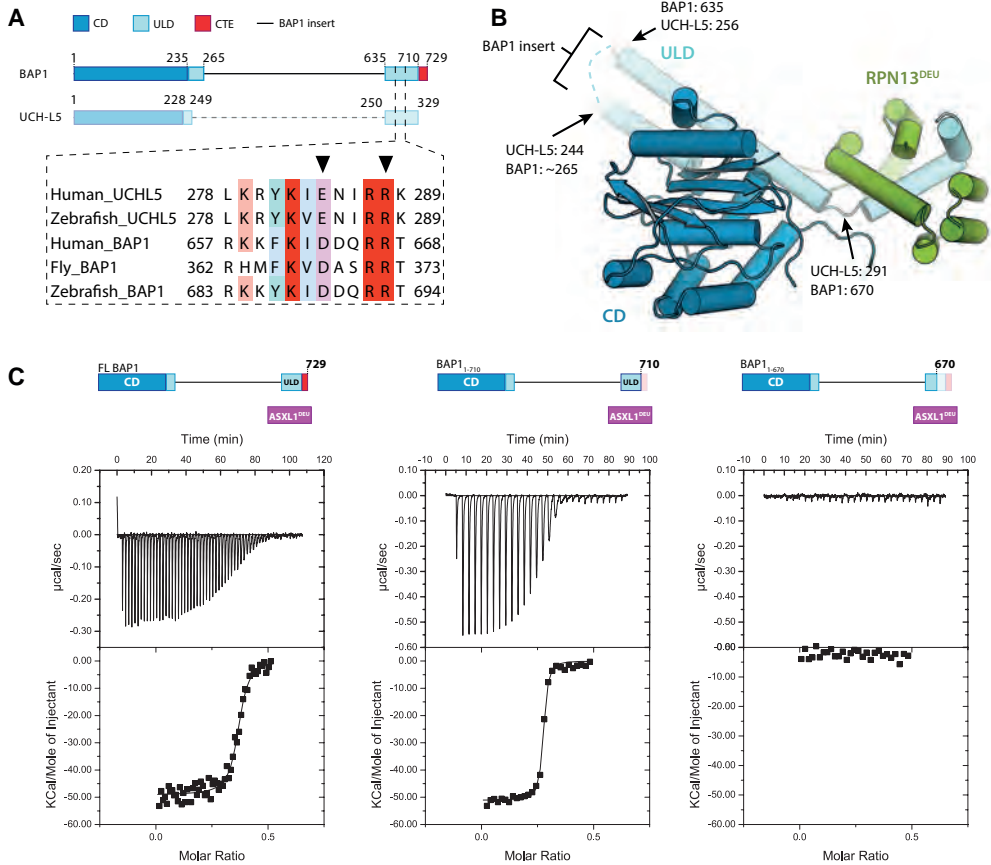 A
CD ULD CTE BAP1 insert
1 235 265 635 710 729
BAP1
1 228 249 250 329
UCH-L5
Human_UCHL5 278 L K R Y K I E N I R R K 289
Zebrafish_UCHL5 278 L K R Y K V E N I R R K 289
Human_BAP1 657 R K K F K I D D Q R R T 668
Fly_BAP1 362 R H M F K V D A S R R T 373
Zebrafish_BAP1 683 R K K Y K I D D Q R R T 694
B
BAP1: 635
UCH-L5: 256
BAP1 insert
ULD
RPN13DEU
UCH-L5: 244
BAP1: ~265
UCH-L5: 291
BAP1: 670
CD
C
FL BAP1 729
CD ULD
ASXL1DEU
Time (min)
0 20 40 60 80 100 120
0.20
0.10
0.00
-0.10
-0.20
-0.30
µcal/sec
0.00
-10.00
-20.00
-30.00
-40.00
-50.00
-60.00
KCal/Mole of Injectant
0.0 0.5
Molar Ratio
BAP11-710 710
CD ULD
ASXL1DEU
Time (min)
-10 0 10 20 30 40 50 60 70 80 90 100
0.10
0.00
-0.10
-0.20
-0.30
-0.40
-0.50
-0.60
µcal/sec
0.00
-10.00
-20.00
-30.00
-40.00
-50.00
-60.00
KCal/Mole of Injectant
0.0 0.5
Molar Ratio
BAP11-670 670
CD
ASXL1DEU
Time (min)
-10 0 10 20 30 40 50 60 70 80 90 100
0.10
0.00
-0.10
-0.20
-0.30
-0.40
-0.50
µcal/sec
-10.00
-20.00
-30.00
-40.00
-50.00
-60.00
KCal/Mole of Injectant
0.0 0.5
Molar Ratio